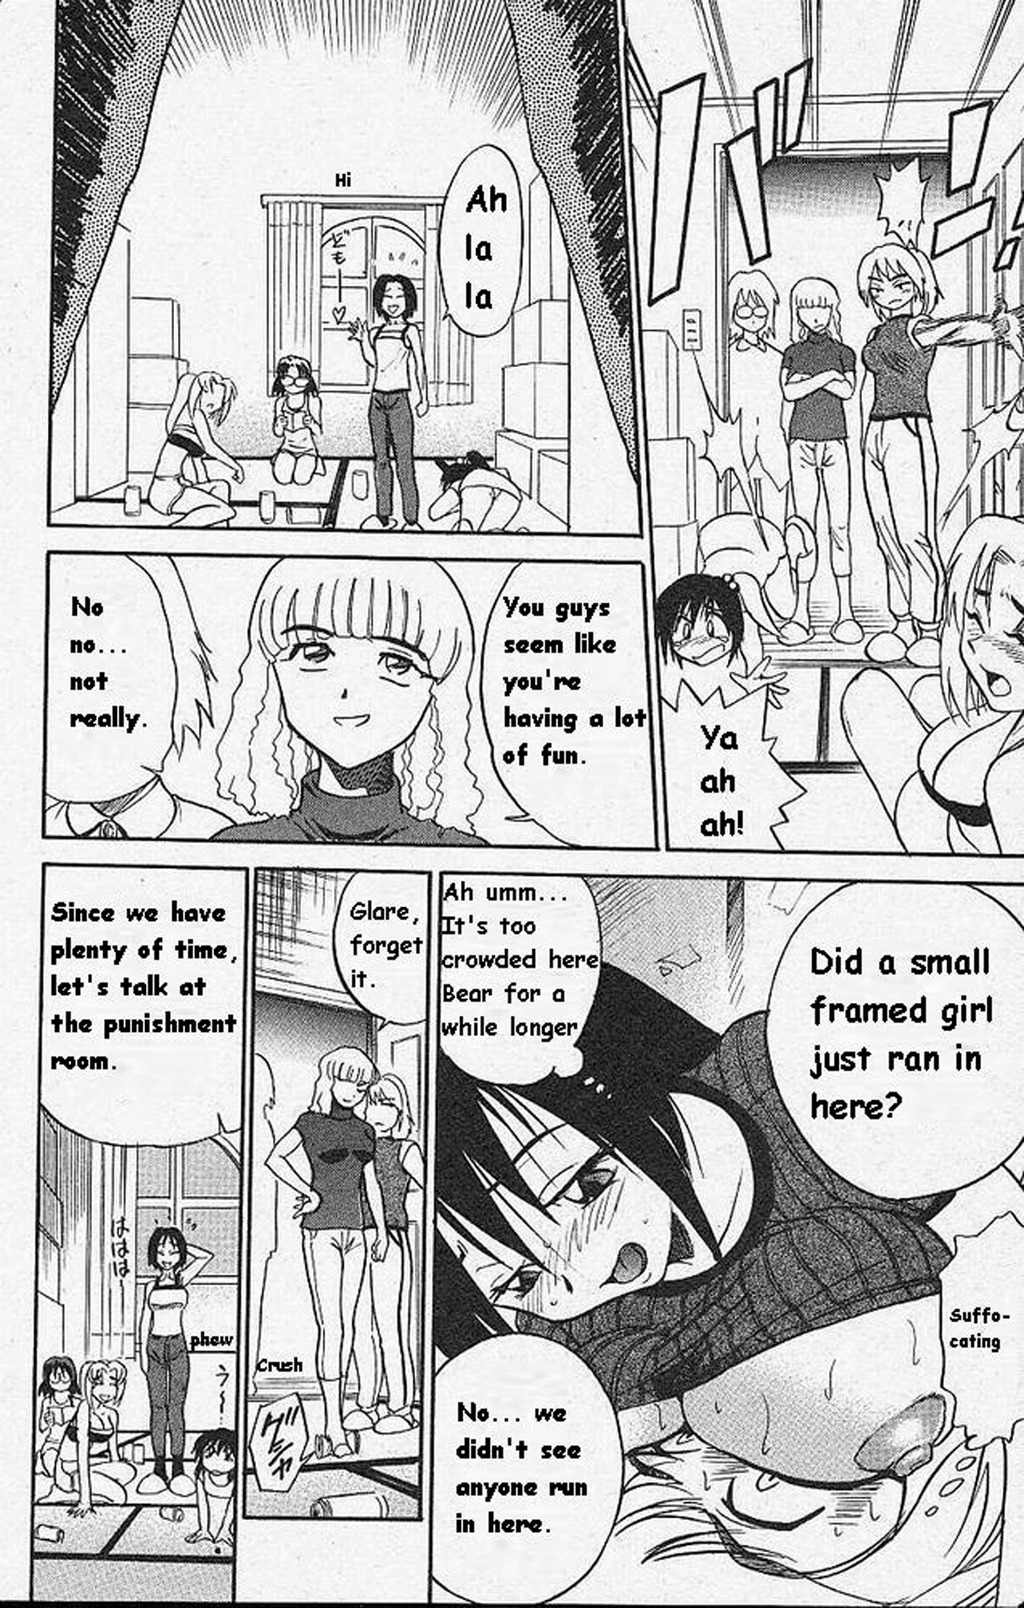 Ya
ah
ah!
Hi
ども
Ah
la
la
You guys
seem like
you're
having a lot
of fun.
No
no...
not
really.
Did a small
framed girl
just ran in
here?
Ah umm...
It's too
crowded here
Bear for a
while longer
Suffo-
cating
No... we
didn't see
anyone run
in here.
Glare,
forget
it.
Crush
グシャ
Since we have
plenty of time,
let's talk at
the punishment
room.
ははは
phew
う〜